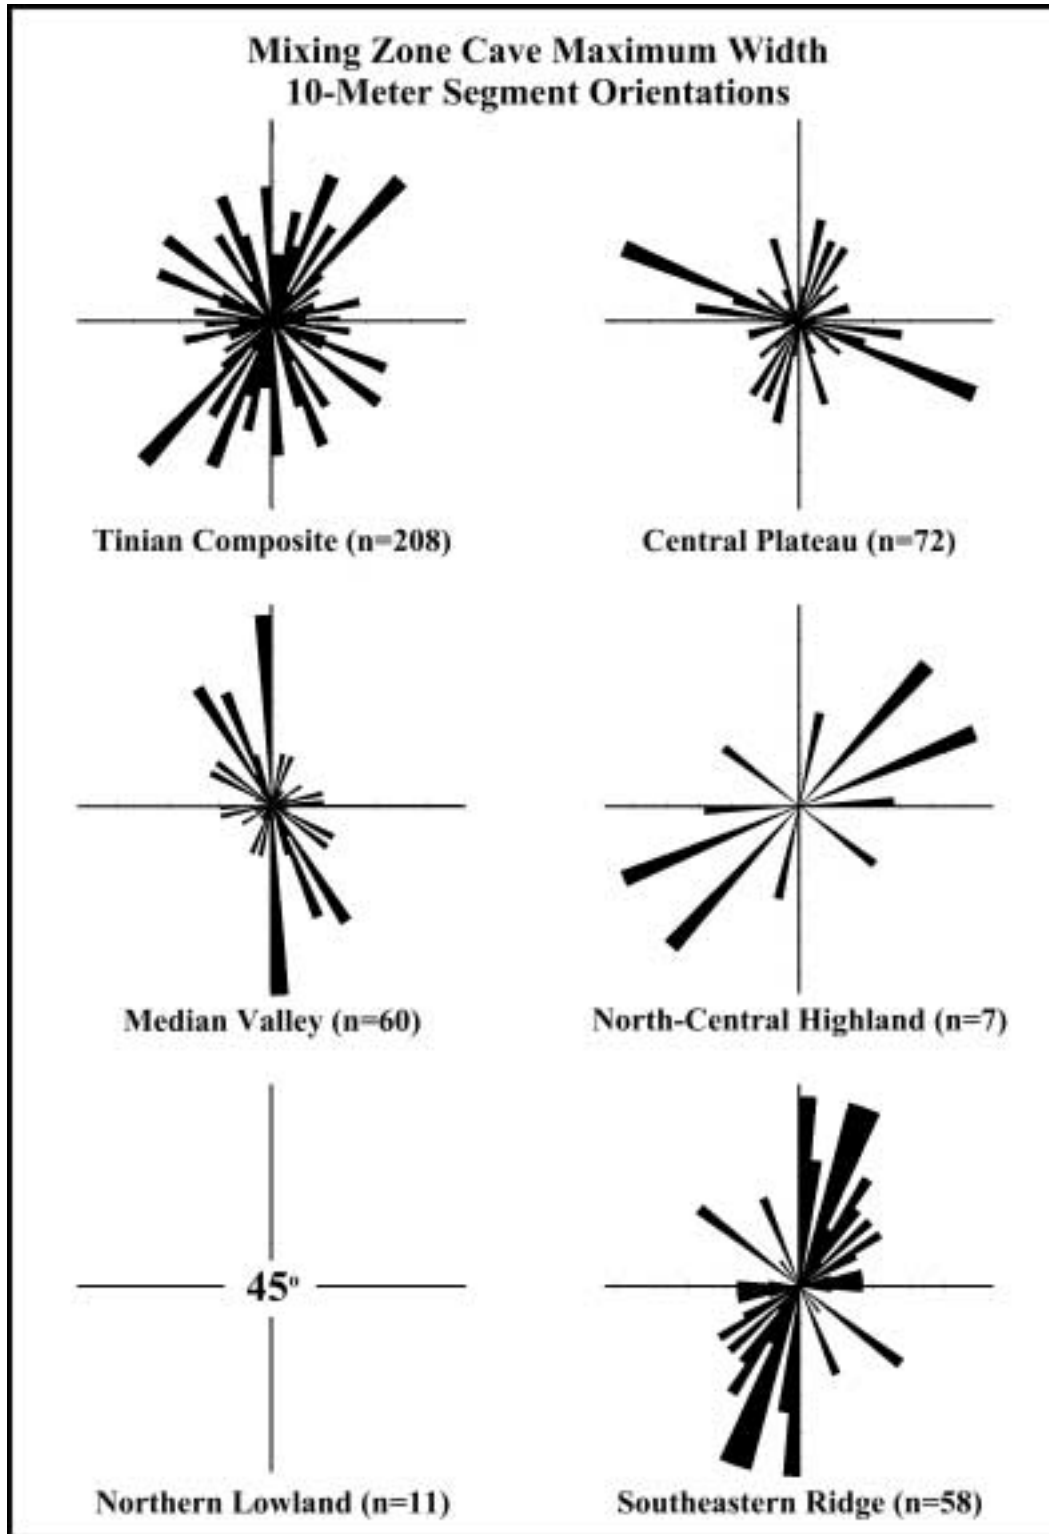 Mixing Zone Cave Maximum Width
10-Meter Segment Orientations
Tinian Composite (n=208)
Central Plateau (n=72)
Median Valley (n=60)
North-Central Highland (n=7)
45°
Northern Lowland (n=11)
Southeastern Ridge (n=58)